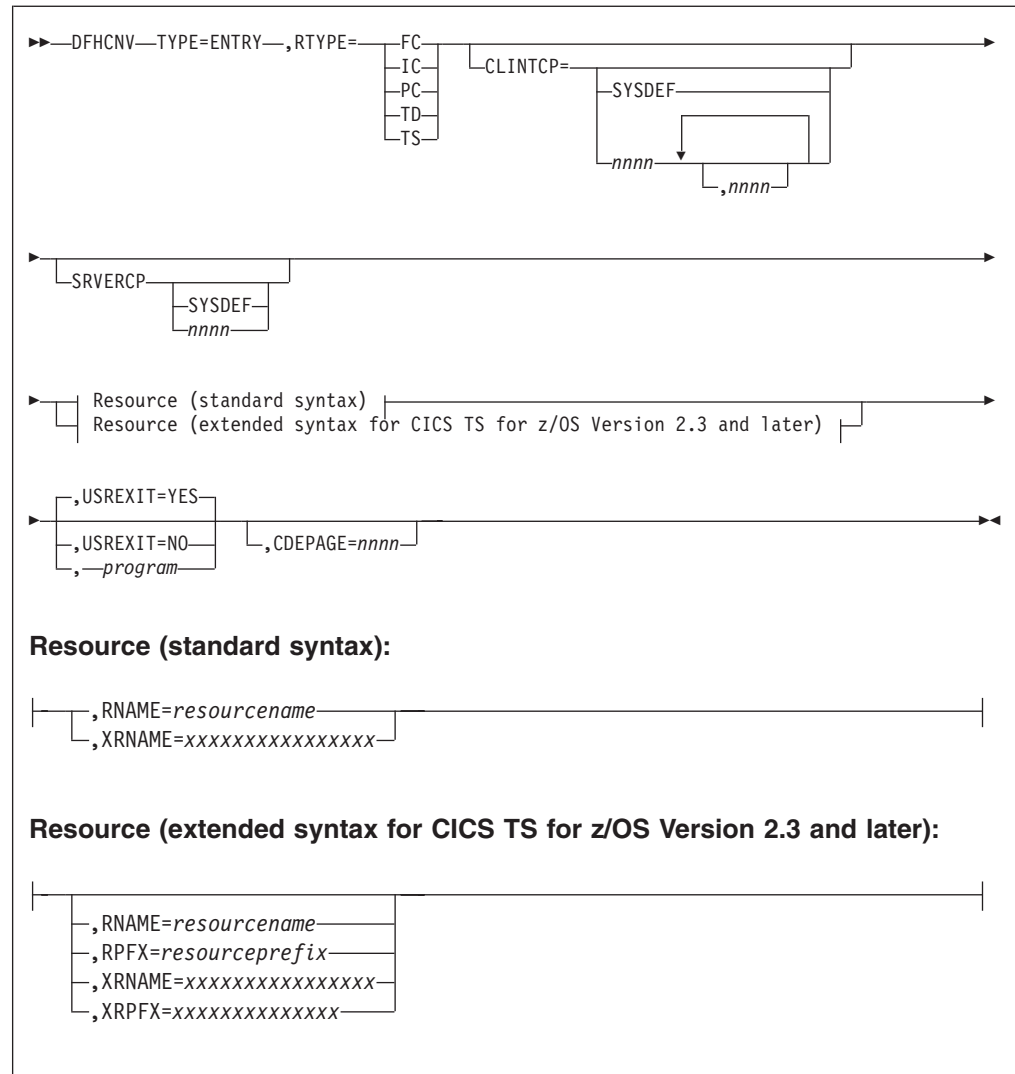 DFHCNV TYPE=ENTRY ,RTYPE= FC
IC
PC
TD
TS
CLINTCP=
SYSDEF
nnnn
,nnnn
SRVERCP
SYSDEF
nnnn
Resource (standard syntax)
Resource (extended syntax for CICS TS for z/OS Version 2.3 and later)
,USREXIT=YES
,USREXIT=NO
, program
,CDEPAGE=nnnn
Resource (standard syntax):
,RNAME=resourcename
,XRNAME=xxxxxxxxxxxxxxxx
Resource (extended syntax for CICS TS for z/OS Version 2.3 and later):
,RNAME=resourcename
,RPFX=resourceprefix
,XRNAME=xxxxxxxxxxxxxxxx
,XRPFX=xxxxxxxxxxxxxx